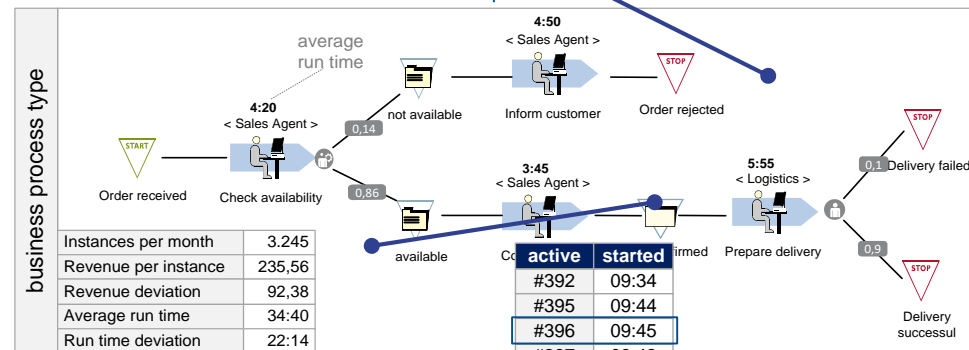 business process type
average
run time
4:20
< Sales Agent >
START
Order received
Check availability
0,14
0,86
not available
available
4:50
< Sales Agent >
Inform customer
STOP
Order rejected
3:45
< Sales Agent >
irmed
5:55
< Logistics >
Prepare delivery
0,1
0,9
STOP
Delivery failed
STOP
Delivery
successul
Instances per month 3.245
Revenue per instance 235,56
Revenue deviation 92,38
Average run time 34:40
Run time deviation 22:14
active started
#392 09:34
#395 09:44
#396 09:45